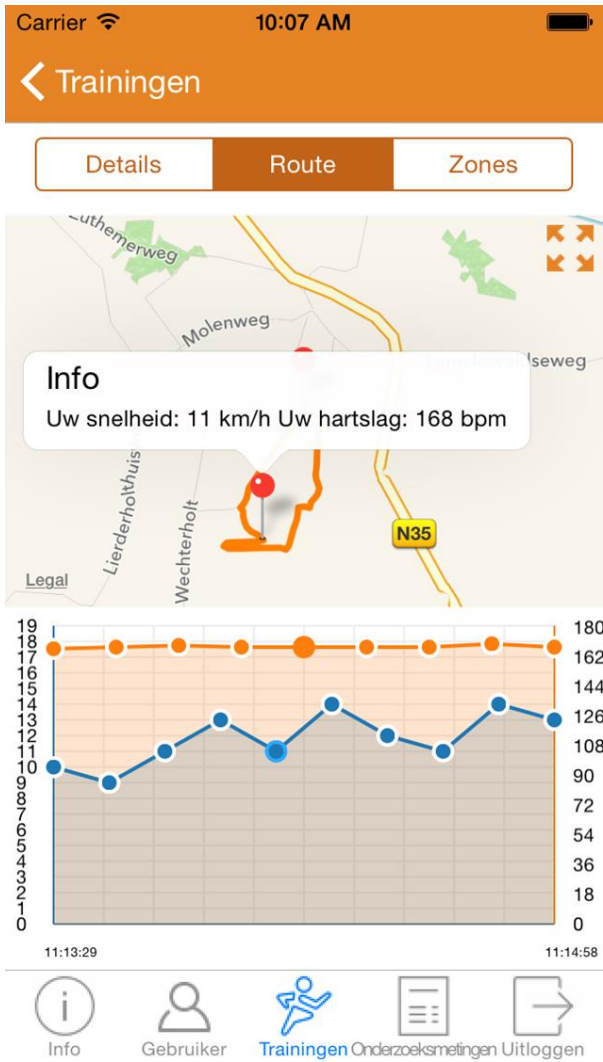 Carrier 10:07 AM
Trainingen
Details Route Zones
Molenweg
Info
Uw snelheid: 11 km/h Uw hartslag: 168 bpm
seweg
Lierderholthuis
Wechterholt
N35
Legal
19 180
18
17 162
16
15 144
14
13 126
12
11 108
10
9 90
8
7 72
6
5 54
4
3 36
2 18
1
0 0
11:13:29 11:14:58
Info Gebruiker Trainingen Onderzoeksmetingen Uitloggen